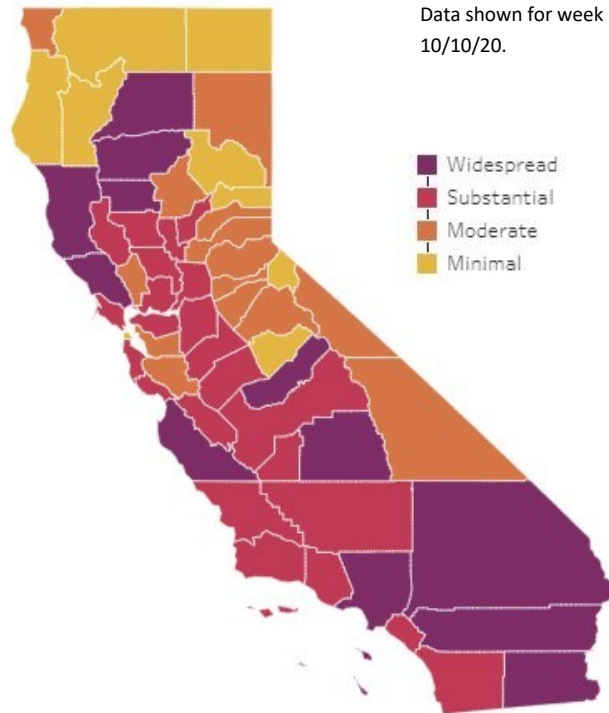 Data shown for week
10/10/20.
Widespread
Substantial
Moderate
Minimal